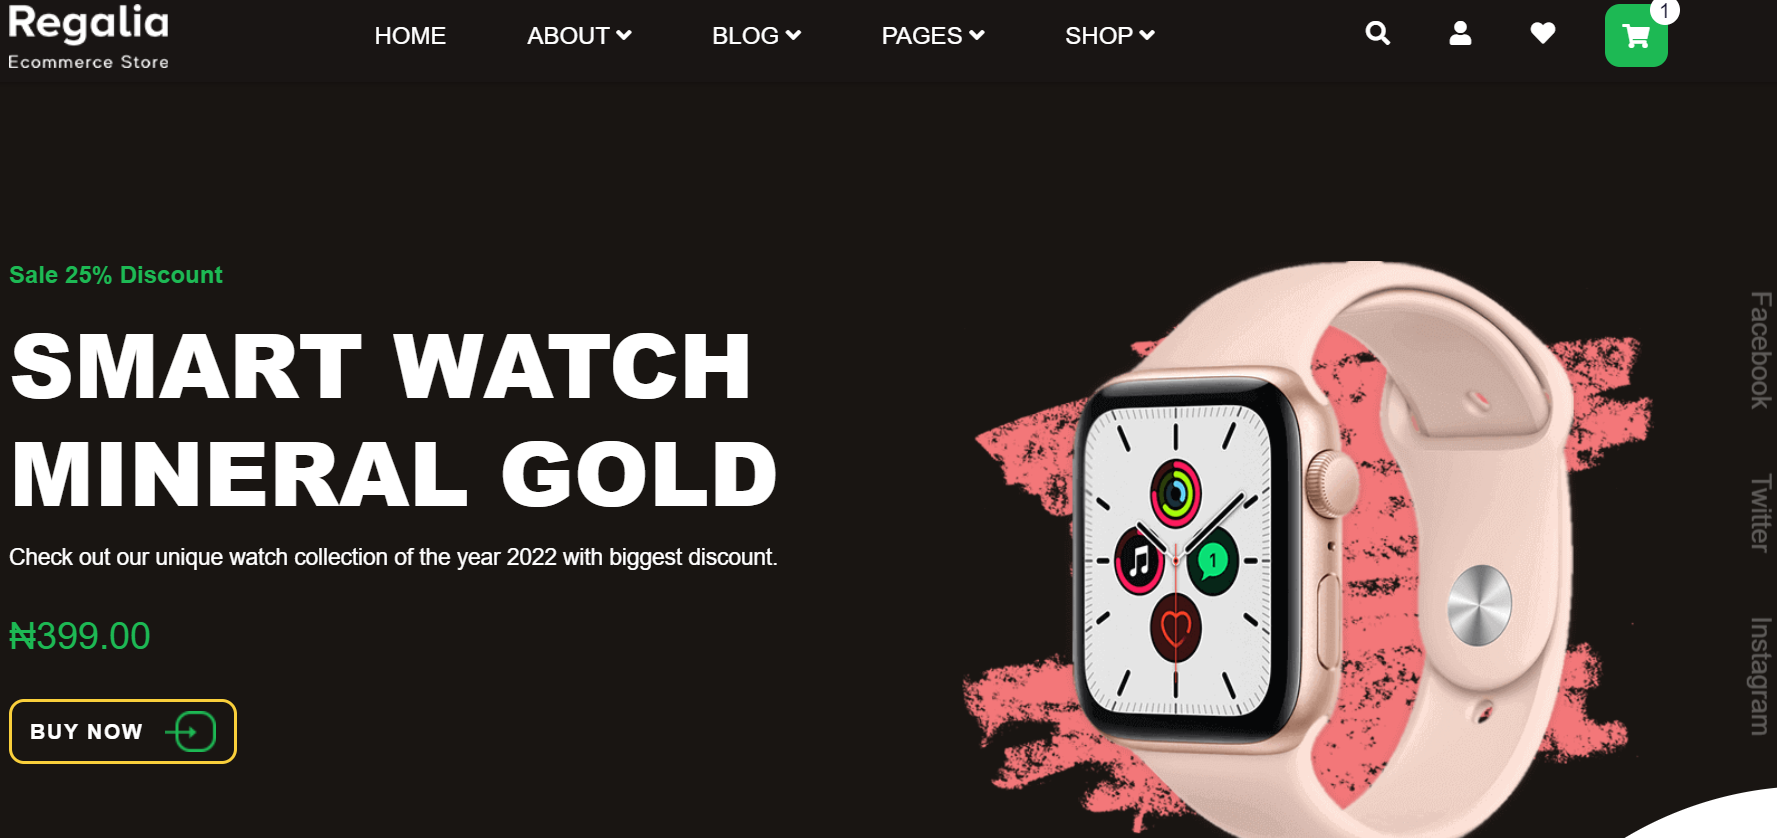 Regalia
Ecommerce Store
HOME
ABOUT
BLOG
PAGES
SHOP
1
Sale 25% Discount
SMART WATCH
MINERAL GOLD
Check out our unique watch collection of the year 2022 with biggest discount.
₦399.00
BUY NOW
1
Facebook
Twitter
Instagram